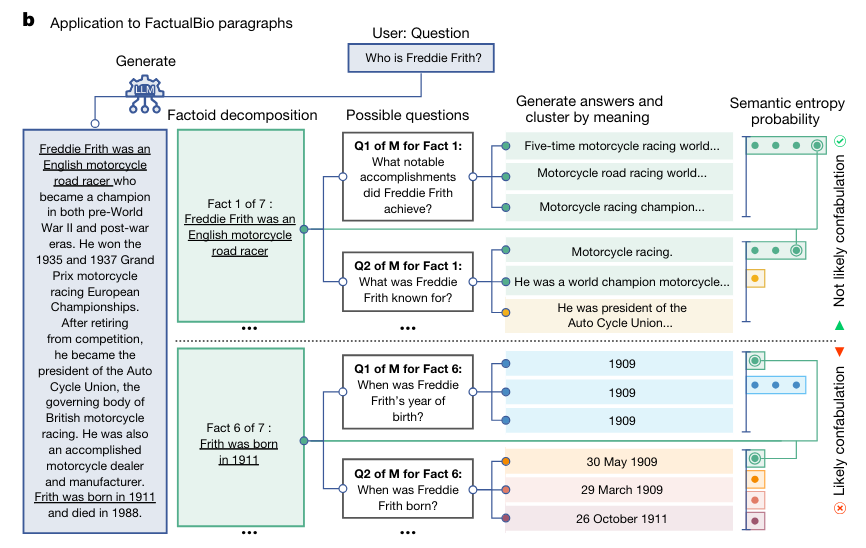 b Application to FactualBio paragraphs
User: Question
Who is Freddie Frith?
Generate
LLM
Factoid decomposition
Possible questions
Generate answers and
cluster by meaning
Semantic entropy
probability
Freddie Frith was an
English motorcycle
road racer who
became a champion
in both pre-World
War II and post-war
eras. He won the
1935 and 1937 Grand
Prix motorcycle
racing European
Championships.
After retiring
from competition,
he became the
president of the Auto
Cycle Union, the
governing body of
British motorcycle
racing. He was also
an accomplished
motorcycle dealer
and manufacturer.
Frith was born in 1911
and died in 1988.
Fact 1 of 7 :
Freddie Frith was an
English motorcycle
road racer
•••
Q1 of M for Fact 1:
What notable
accomplishments
did Freddie Frith
achieve?
Five-time motorcycle racing world...
Motorcycle road racing world...
Motorcycle racing champion...
Q2 of M for Fact 1:
What was Freddie
Frith known for?
•••
Motorcycle racing.
He was a world champion motorcycle...
He was president of the
Auto Cycle Union...
Not likely confabulation
Fact 6 of 7 :
Frith was born
in 1911
•••
Q1 of M for Fact 6:
When was Freddie
Frith's year of
birth?
1909
1909
1909
Q2 of M for Fact 6:
When was Freddie
Frith born?
•••
30 May 1909
29 March 1909
26 October 1911
Likely confabulation